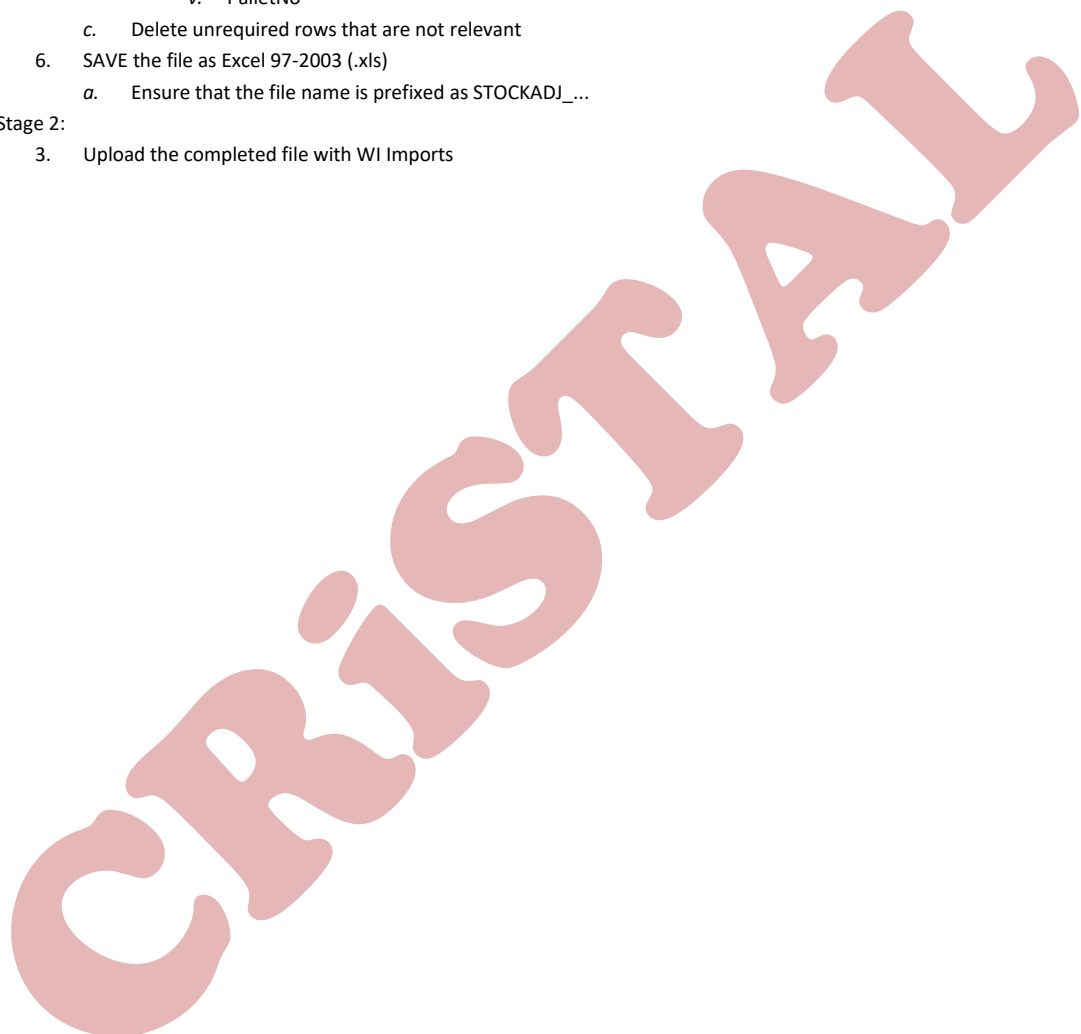 v. PalletNo
c. Delete unrequired rows that are not relevant
6. SAVE the file as Excel 97-2003 (.xls)
a. Ensure that the file name is prefixed as STOCKADJ_...
Stage 2:
3. Upload the completed file with WI Imports
CRiSTAL